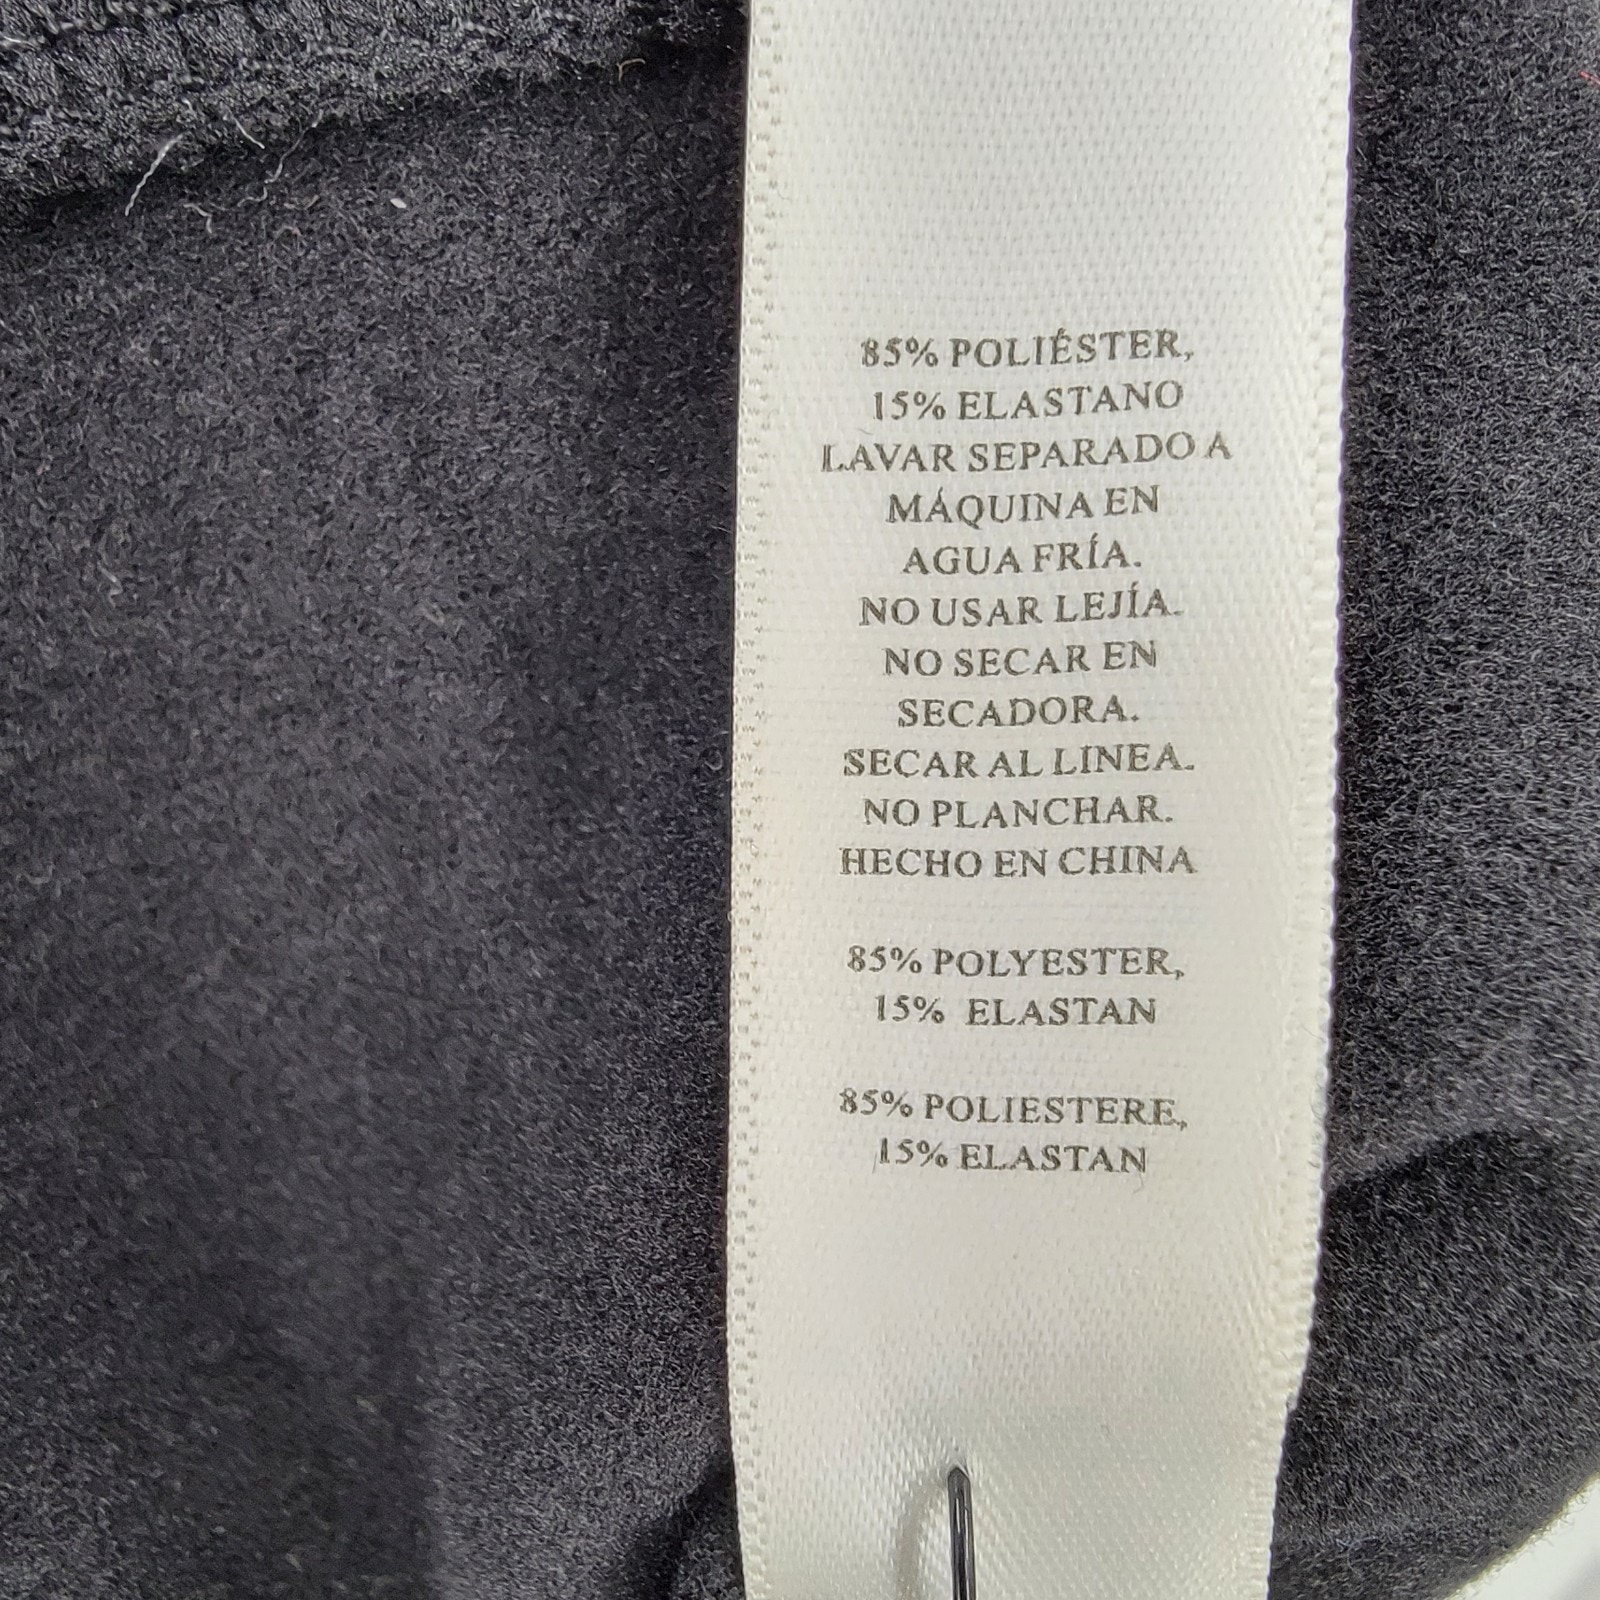 85% POLIÉSTER,
15% ELASTANO
LAVAR SEPARADO A
MÁQUINA EN
AGUA FRÍA.
NO USAR LEJÍA.
NO SECAR EN
SECADORA.
SECAR AL LINEA.
NO PLANCHAR.
HECHO EN CHINA
85% POLYESTER,
15% ELASTAN
85% POLIESTERE,
15% ELASTAN